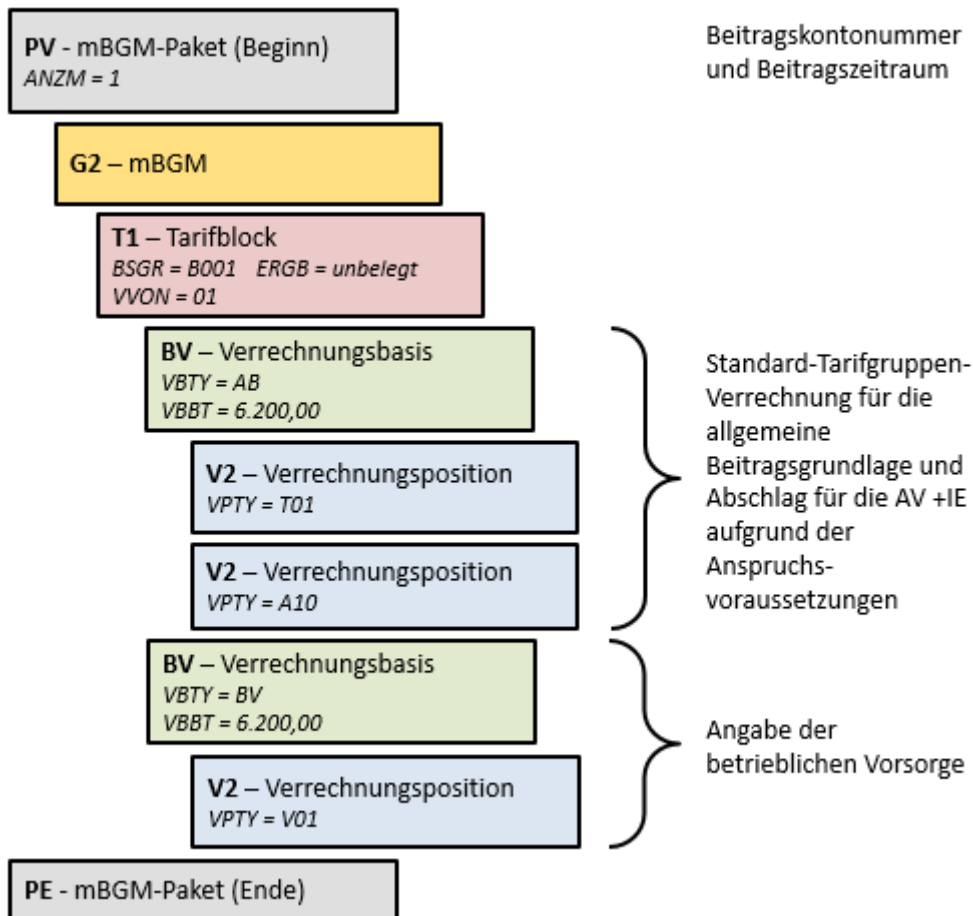 PV - mBGM-Paket (Beginn)
ANZM = 1
Beitragskontonummer
und Beitragszeitraum
G2 – mBGM
T1 – Tarifblock
BSGR = B001 ERGB = unbelegt
VVON = 01
BV – Verrechnungsbasis
VBTY = AB
VBBT = 6.200,00
V2 – Verrechnungsposition
VPTY = T01
V2 – Verrechnungsposition
VPTY = A10
Standard-Tarifgruppen-
Verrechnung für die
allgemeine
Beitragsgrundlage und
Abschlag für die AV +IE
aufgrund der
Anspruchs-
voraussetzungen
BV – Verrechnungsbasis
VBTY = BV
VBBT = 6.200,00
V2 – Verrechnungsposition
VPTY = V01
Angabe der
betrieblichen Vorsorge
PE - mBGM-Paket (Ende)